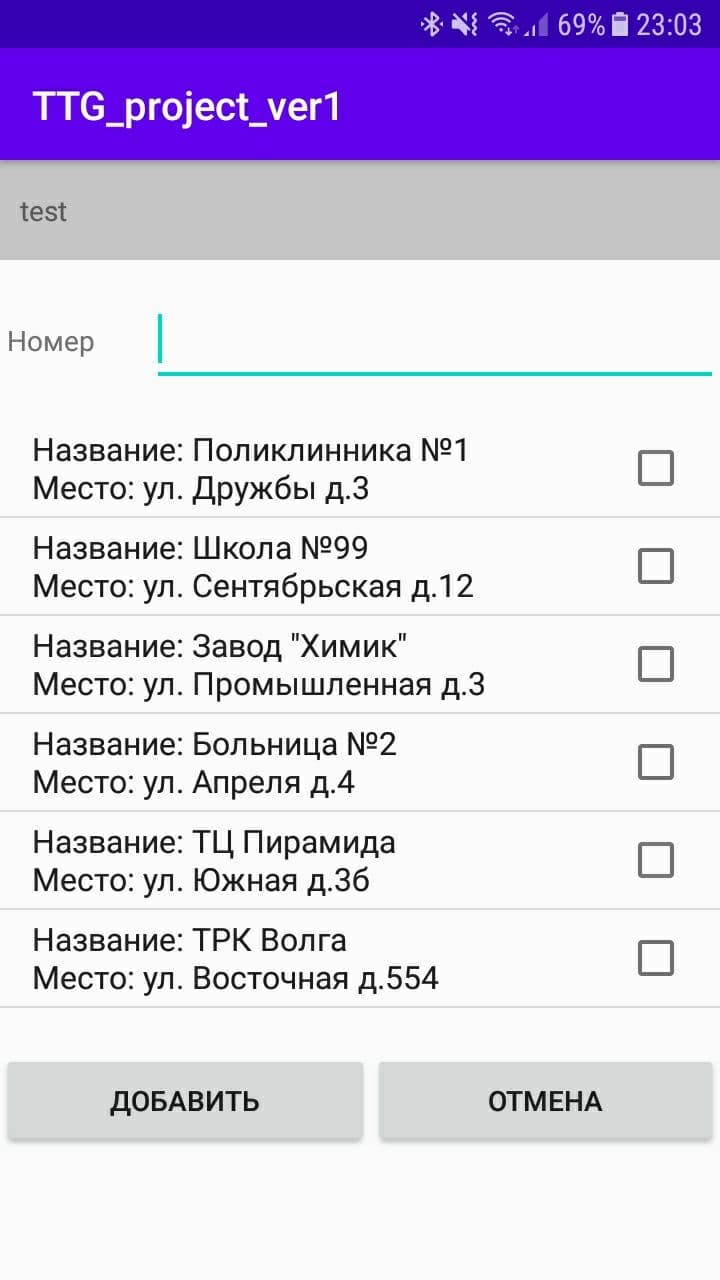 69% 23:03
TTG_project_ver1
test
Номер
Название: Поликлинника №1
Место: ул. Дружбы д.3
Название: Школа №99
Место: ул. Сентябрьская д.12
Название: Завод "Химик"
Место: ул. Промышленная д.3
Название: Больница №2
Место: ул. Апреля д.4
Название: ТЦ Пирамида
Место: ул. Южная д.3б
Название: ТРК Волга
Место: ул. Восточная д.554
ДОБАВИТЬ ОТМЕНА